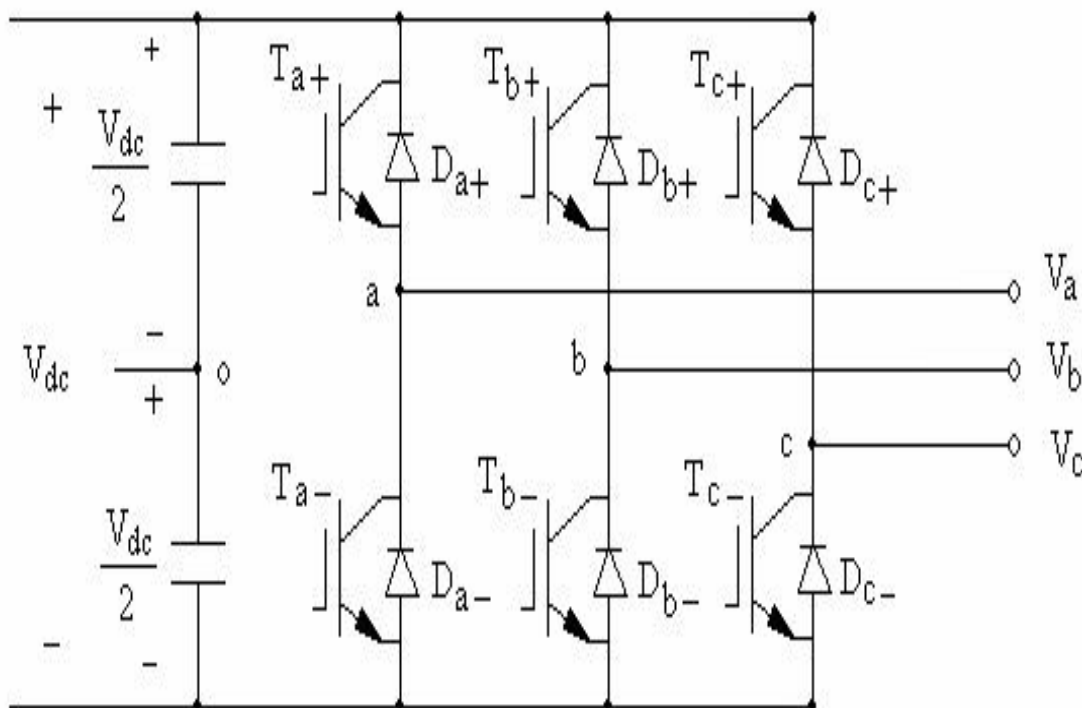 +
T_a+
T_b+
T_c+
+
V_dc
2
D_a+
D_b+
D_c+
a
V_a
−
V_dc
o
b
V_b
+
c
V_c
T_a−
T_b−
T_c−
V_dc
2
D_a−
D_b−
D_c−
−
−